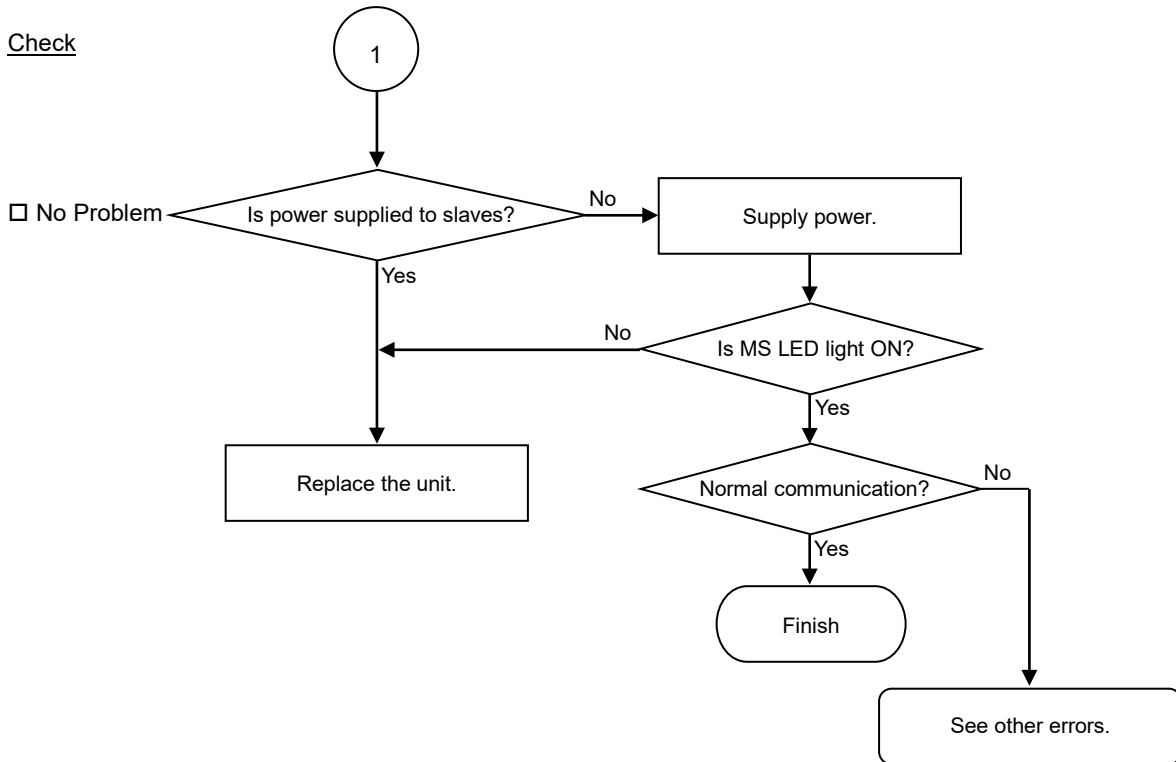 Check
1
□ No Problem
Is power supplied to slaves?
No
Supply power.
Yes
No
Is MS LED light ON?
Yes
Replace the unit.
Normal communication?
No
Yes
Finish
See other errors.